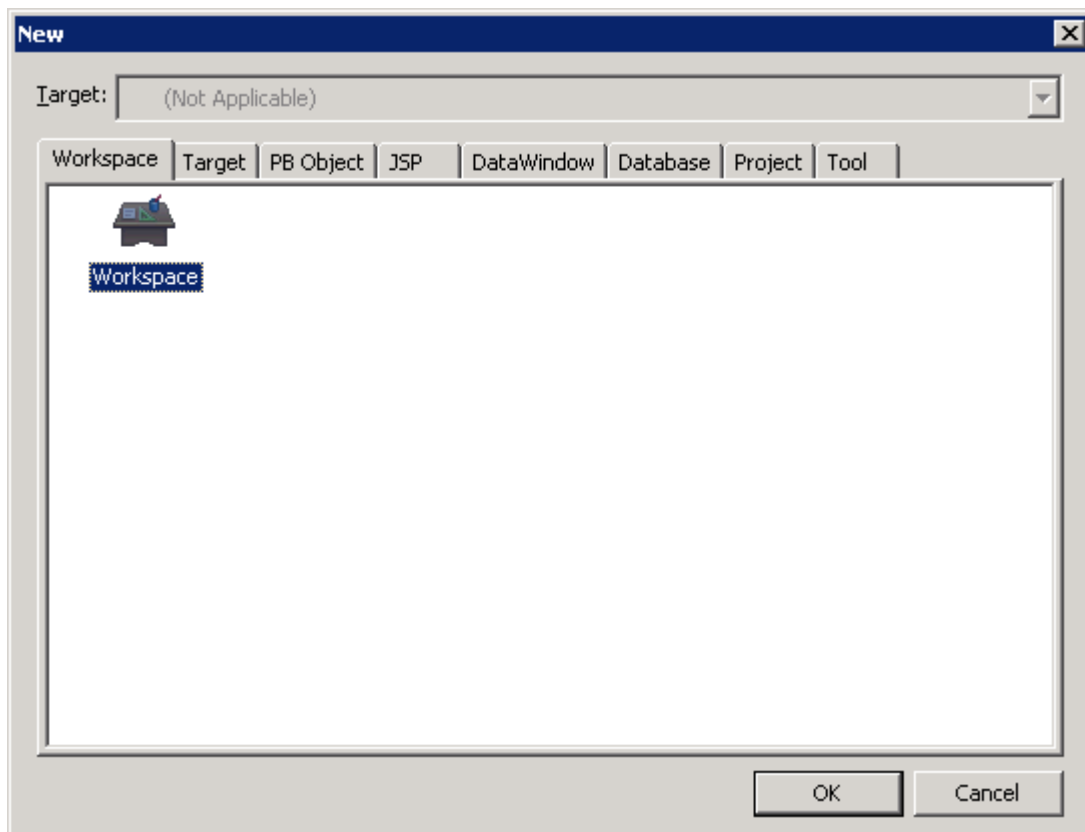 New
Target: (Not Applicable)
Workspace Target PB Object JSP DataWindow Database Project Tool
Workspace
OK Cancel